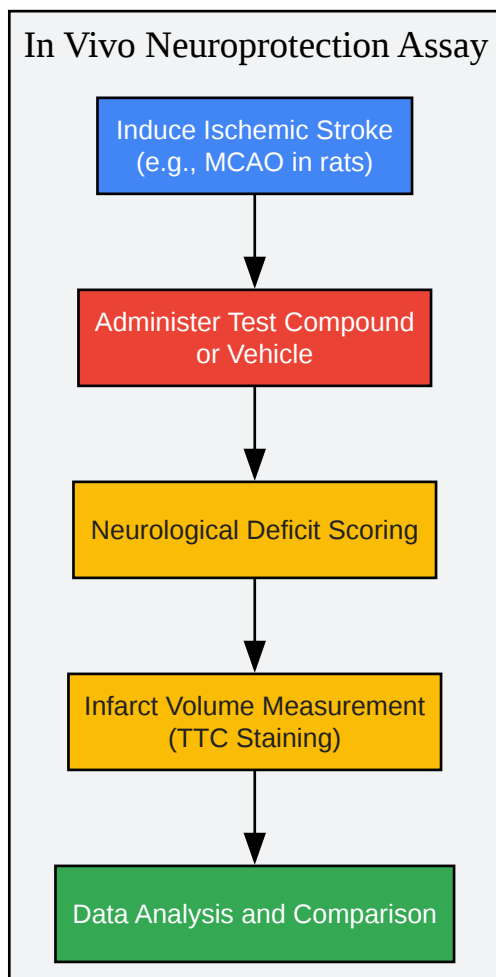 In Vivo Neuroprotection Assay
Induce Ischemic Stroke
(e.g., MCAO in rats)
Administer Test Compound
or Vehicle
Neurological Deficit Scoring
Infarct Volume Measurement
(TTC Staining)
Data Analysis and Comparison